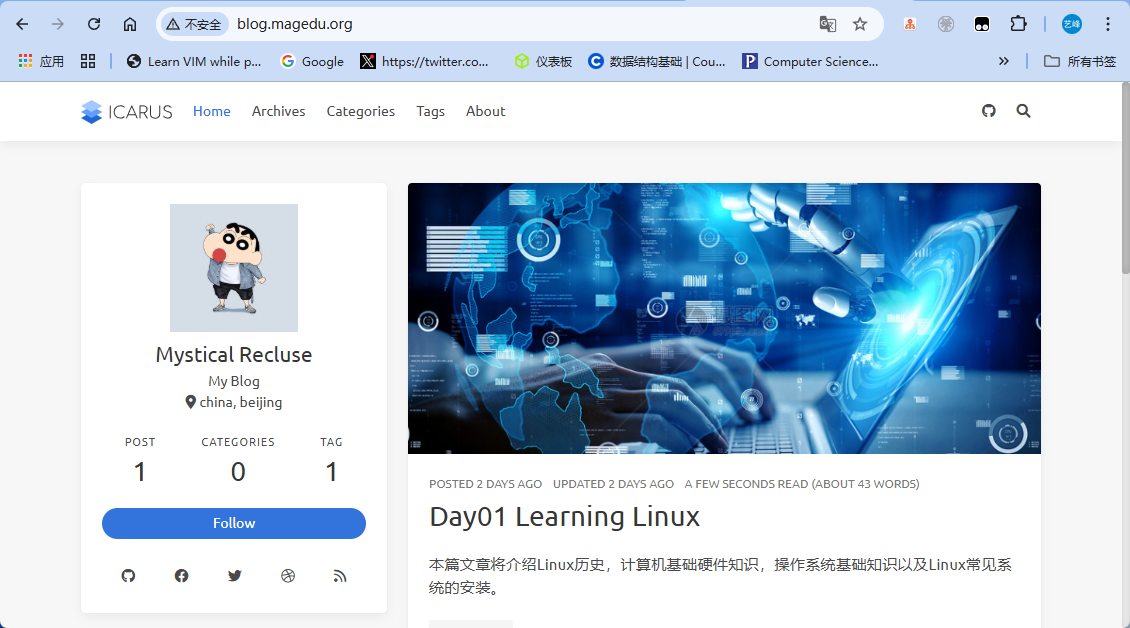 不安全 blog.magedu.org
艺峰
应用 Learn VIM while p... Google https://twitter.co... 仪表板 数据结构基础 | Cou... Computer Science... 所有书签
ICARUS Home Archives Categories Tags About
Mystical Recluse
My Blog
china, beijing
POST CATEGORIES TAG
1 0 1
Follow
POSTED 2 DAYS AGO UPDATED 2 DAYS AGO A FEW SECONDS READ (ABOUT 43 WORDS)
Day01 Learning Linux
本篇文章将介绍Linux历史，计算机基础硬件知识，操作系统基础知识以及Linux常见系
统的安装。